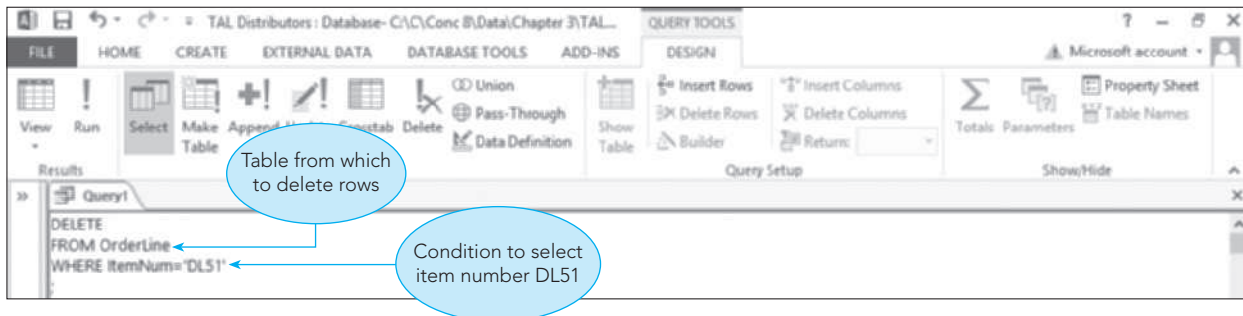 TAL Distributors : Database- C:\C\Conc 8\Data\Chapter 3\TAL... QUERY TOOLS ?
FILE HOME CREATE EXTERNAL DATA DATABASE TOOLS ADD-INS DESIGN Microsoft account
View Run Select Make Table Append Crosstab Delete
Union
Pass-Through
Data Definition
Show Table
Insert Rows
Delete Rows
Builder
Insert Columns
Delete Columns
Return:
Totals Parameters
Property Sheet
Table Names
Results Query Setup Show/Hide
Table from which
to delete rows
Query1
DELETE
FROM OrderLine
WHERE ItemNum='DL51'
;
Condition to select
item number DL51